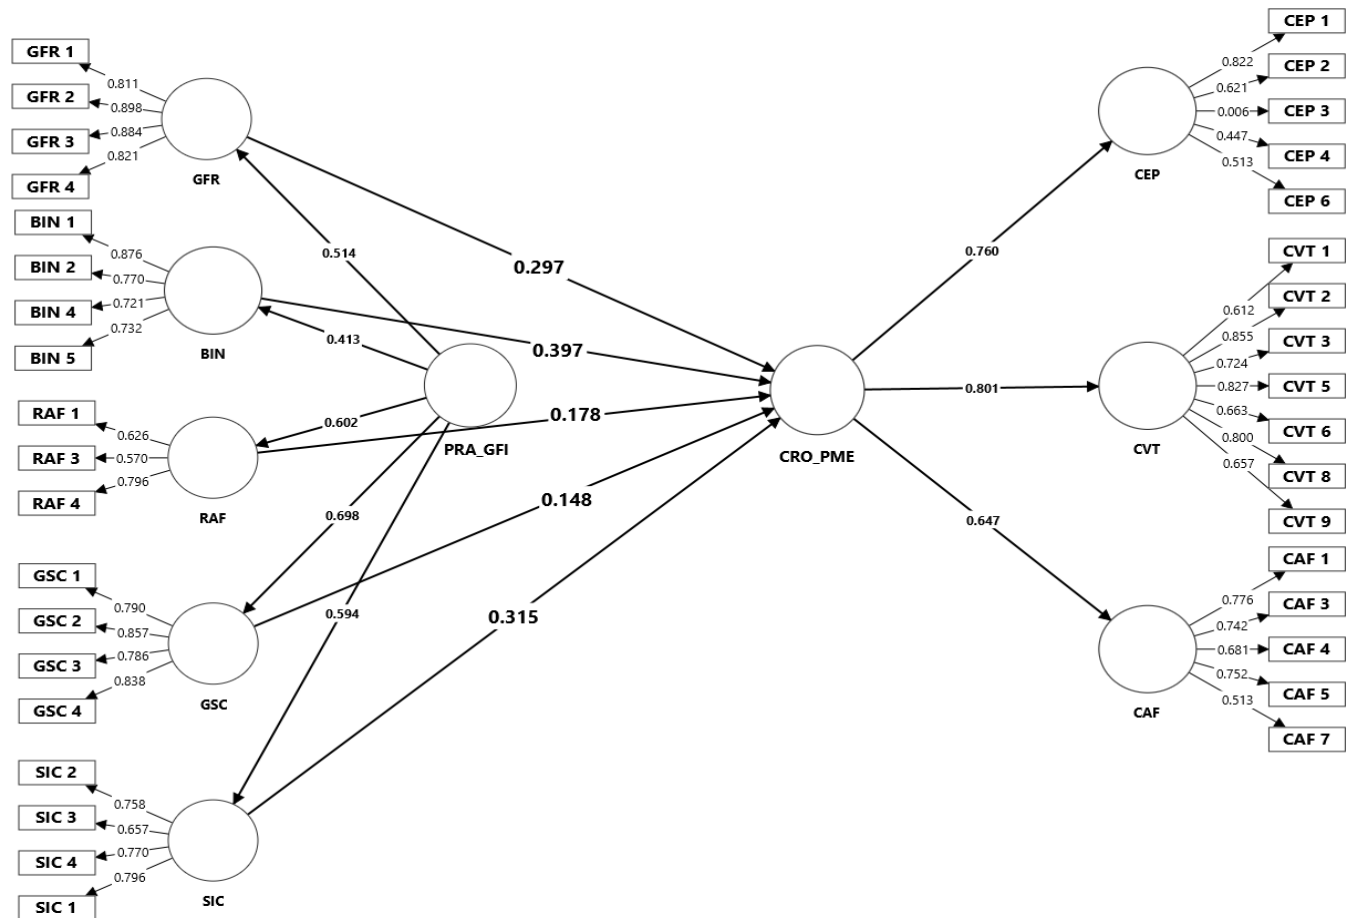 GFR 1
0.811
GFR 2
0.898
GFR 3
0.884
GFR 4
0.821
GFR
BIN 1
0.876
BIN 2
0.770
BIN 4
0.721
BIN 5
0.732
BIN
RAF 1
0.626
RAF 3
0.570
RAF 4
0.796
RAF
GSC 1
0.790
GSC 2
0.857
GSC 3
0.786
GSC 4
0.838
GSC
SIC 2
0.758
SIC 3
0.657
SIC 4
0.770
SIC 1
0.796
SIC
0.514
0.413
0.602
0.698
0.594
PRA_GFI
0.297
0.397
0.178
0.148
0.315
CRO_PME
0.760
0.801
0.647
CEP
CEP 1
0.822
CEP 2
0.621
CEP 3
0.006
CEP 4
0.447
CEP 6
0.513
CVT
CVT 1
0.612
CVT 2
0.855
CVT 3
0.724
CVT 5
0.827
CVT 6
0.663
CVT 8
0.800
CVT 9
0.657
CAF
CAF 1
0.776
CAF 3
0.742
CAF 4
0.681
CAF 5
0.752
CAF 7
0.513